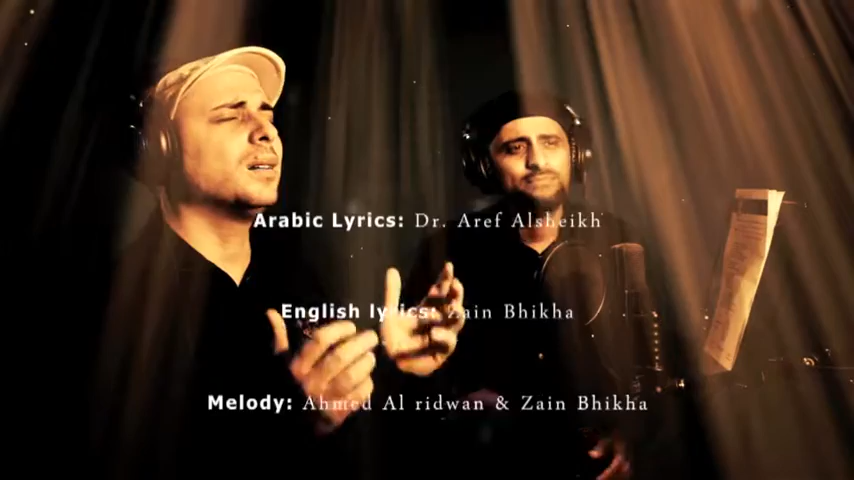 Arabic Lyrics: Dr. Aref Alsheikh
English lyrics: Zain Bhikha
Melody: Ahmed Al ridwan & Zain Bhikha